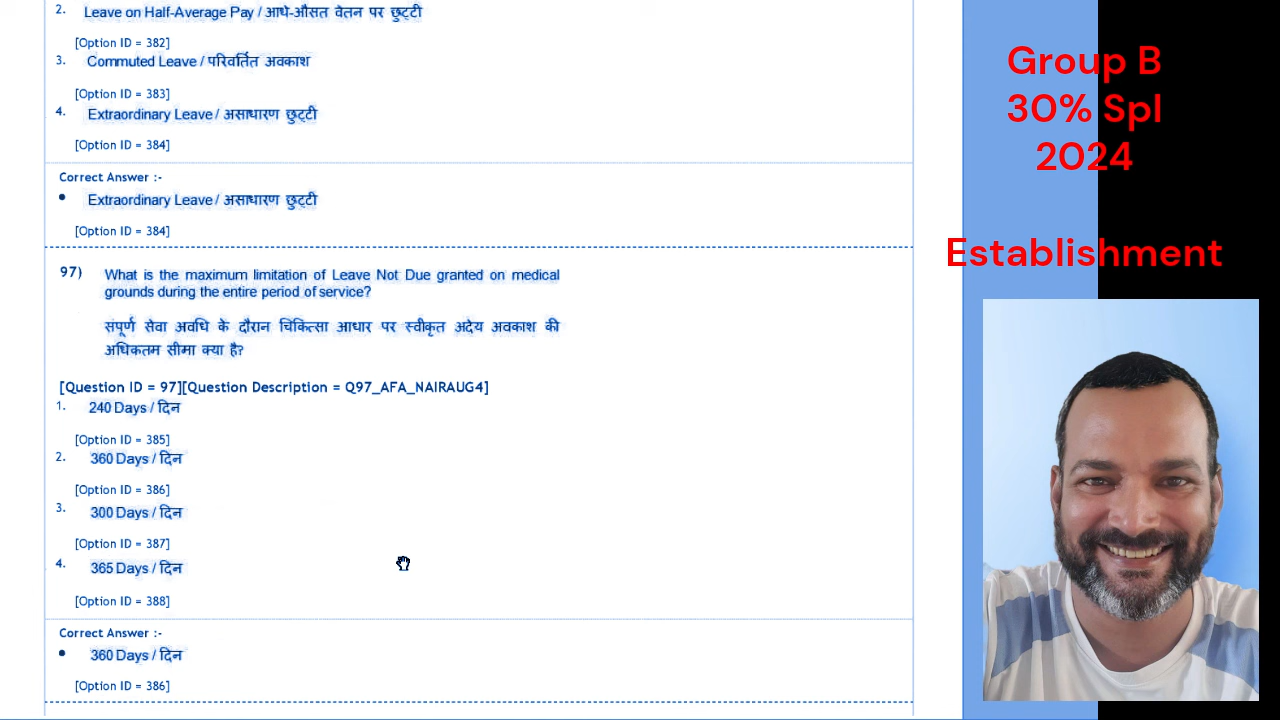 2. Leave on Half-Average Pay / आधे-औसत वेतन पर छुट्टी
[Option ID = 382]
3. Commuted Leave / परिवर्तित अवकाश
[Option ID = 383]
4. Extraordinary Leave / असाधारण छुट्टी
[Option ID = 384]
Correct Answer :-
• Extraordinary Leave / असाधारण छुट्टी
[Option ID = 384]
97) What is the maximum limitation of Leave Not Due granted on medical
grounds during the entire period of service?
संपूर्ण सेवा अवधि के दौरान चिकित्सा आधार पर स्वीकृत अदेय अवकाश की
अधिकतम सीमा क्या है?
[Question ID = 97][Question Description = Q97_AFA_NAIRAUG4]
1. 240 Days / दिन
[Option ID = 385]
2. 360 Days / दिन
[Option ID = 386]
3. 300 Days / दिन
[Option ID = 387]
4. 365 Days / दिन
[Option ID = 388]
Correct Answer :-
• 360 Days / दिन
[Option ID = 386]
Group B
30% Spl
2024
Establishment